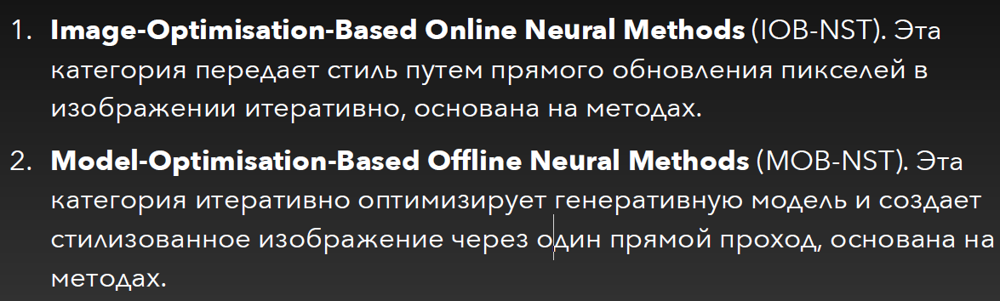 1. Image-Optimisation-Based Online Neural Methods (IOB-NST). Эта
категория передает стиль путем прямого обновления пикселей в
изображении итеративно, основана на методах.
2. Model-Optimisation-Based Offline Neural Methods (MOB-NST). Эта
категория итеративно оптимизирует генеративную модель и создает
стилизованное изображение через один прямой проход, основана на
методах.